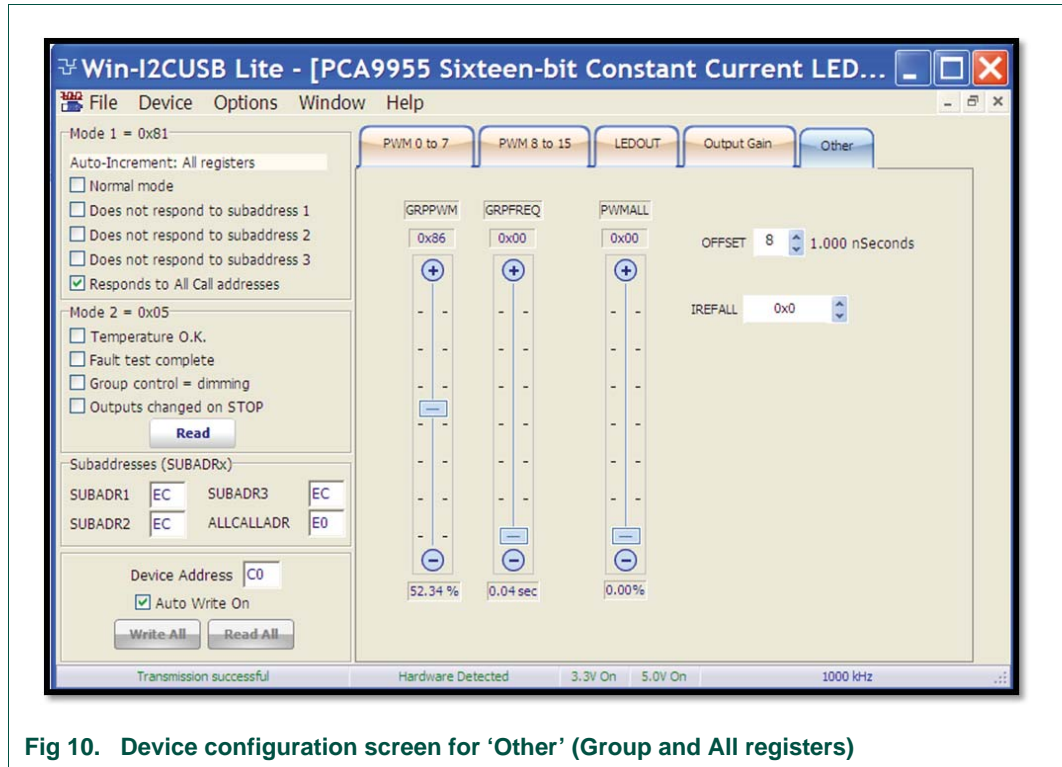 Win-I2CUSB Lite - [PCA9955 Sixteen-bit Constant Current LED...
File Device Options Window Help
Mode 1 = 0x81
Auto-Increment: All registers
Normal mode
Does not respond to subaddress 1
Does not respond to subaddress 2
Does not respond to subaddress 3
Responds to All Call addresses
Mode 2 = 0x05
Temperature O.K.
Fault test complete
Group control = dimming
Outputs changed on STOP
Read
Subaddresses (SUBADRx)
SUBADR1 EC SUBADR3 EC
SUBADR2 EC ALLCALLADR E0
Device Address C0
Auto Write On
Write All Read All
PWM 0 to 7 PWM 8 to 15 LEDOUT Output Gain Other
GRPPWM GRPFREQ PWMALL
0x86 0x00 0x00
OFFSET 8 1.000 nSeconds
IREFALL 0x0
52.34 % 0.04 sec 0.00%
Transmission successful Hardware Detected 3.3V On 5.0V On 1000 kHz
Fig 10. Device configuration screen for ‘Other’ (Group and All registers)